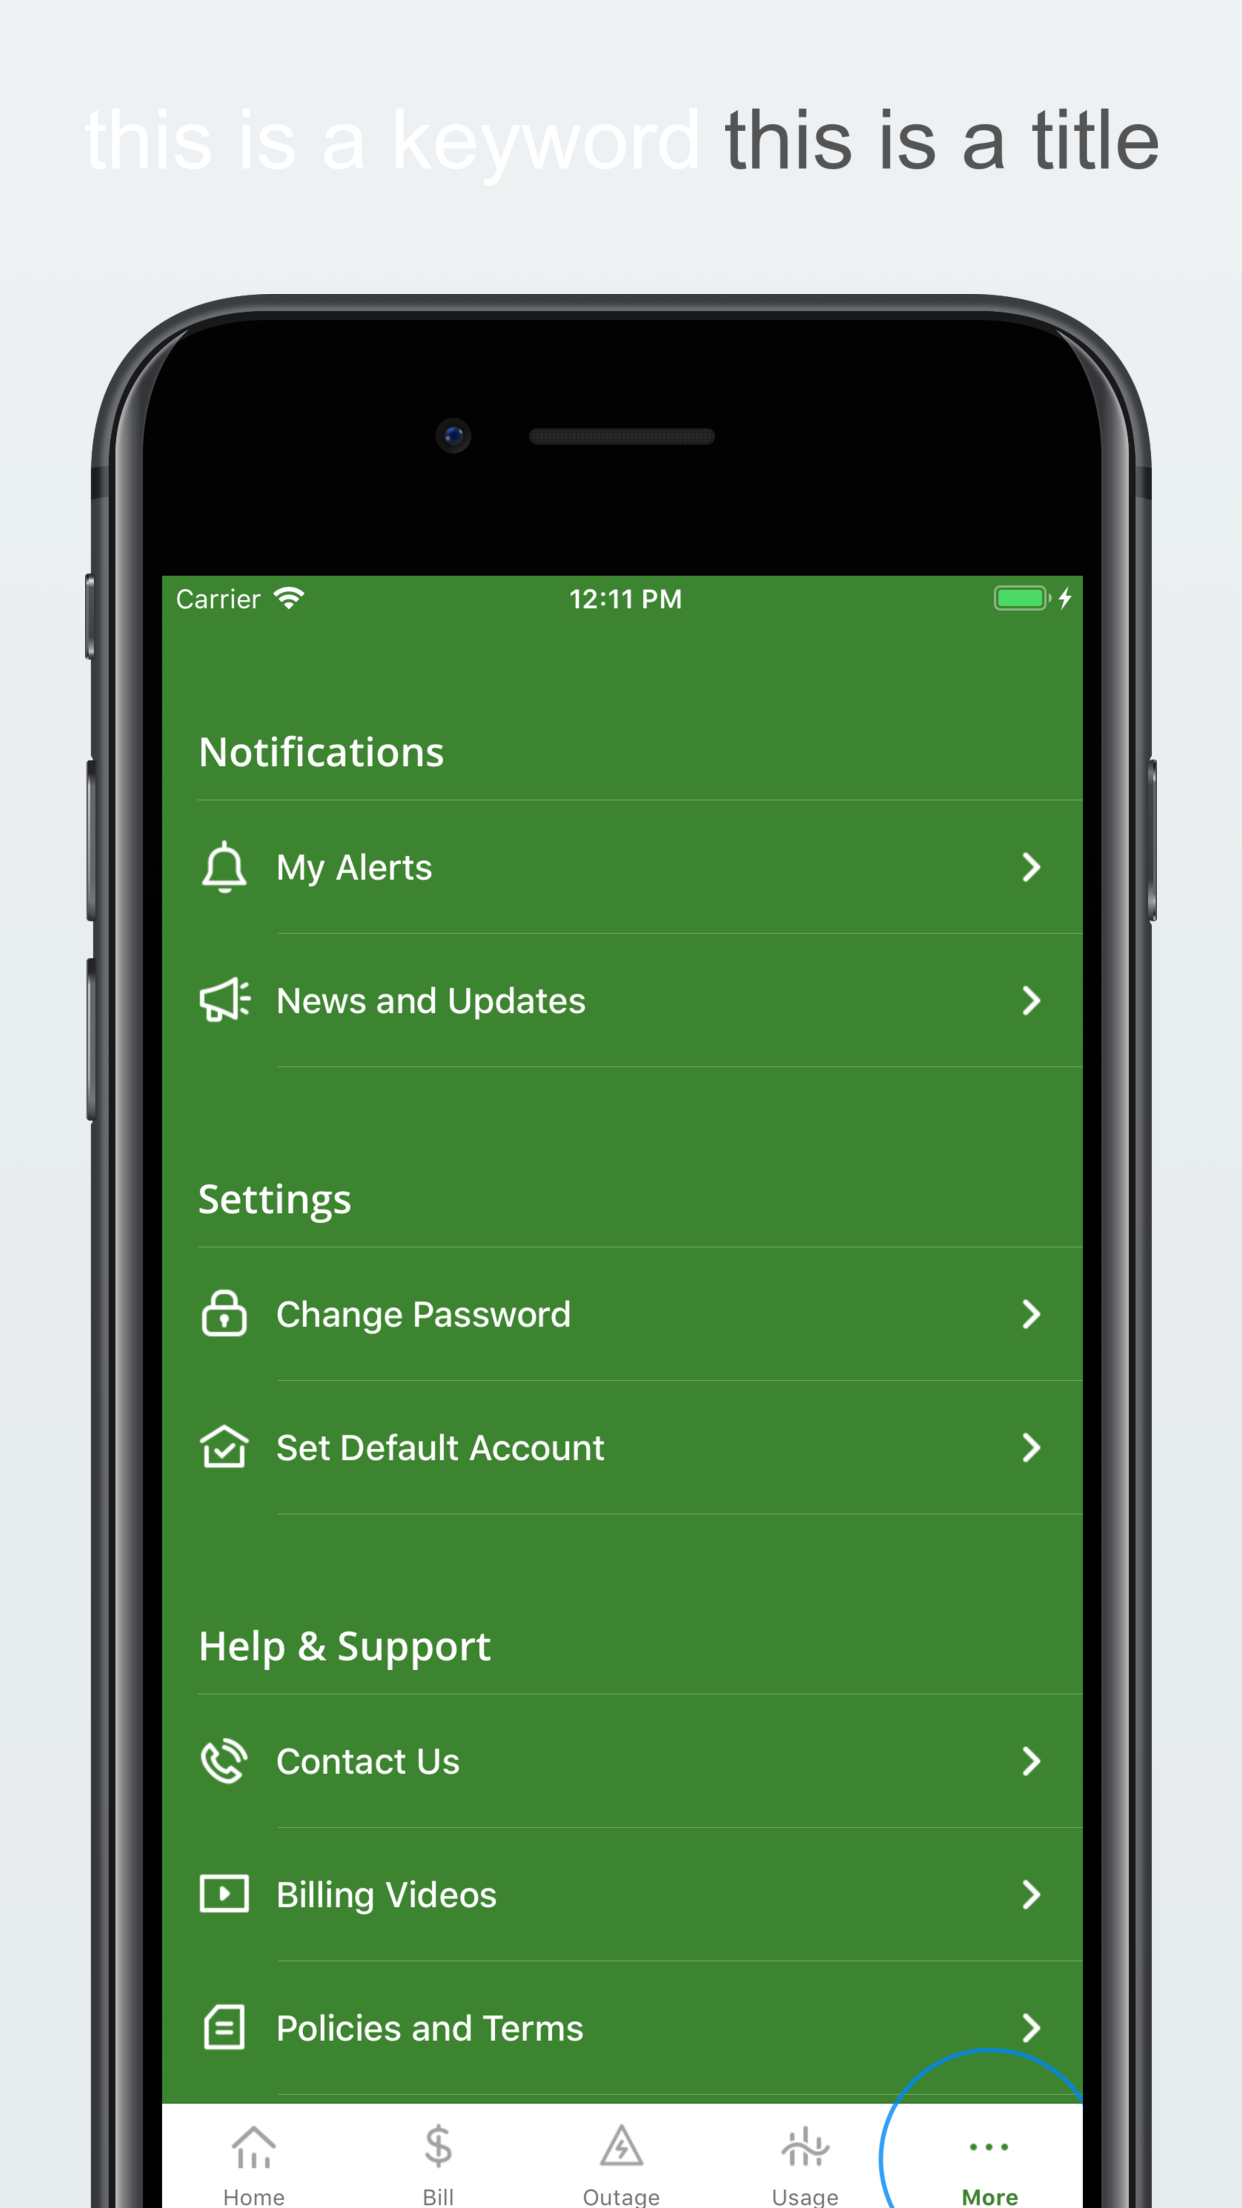 this is a keyword this is a title
Carrier 12:11 PM
Notifications
My Alerts
News and Updates
Settings
Change Password
Set Default Account
Help & Support
Contact Us
Billing Videos
Policies and Terms
Home Bill Outage Usage More